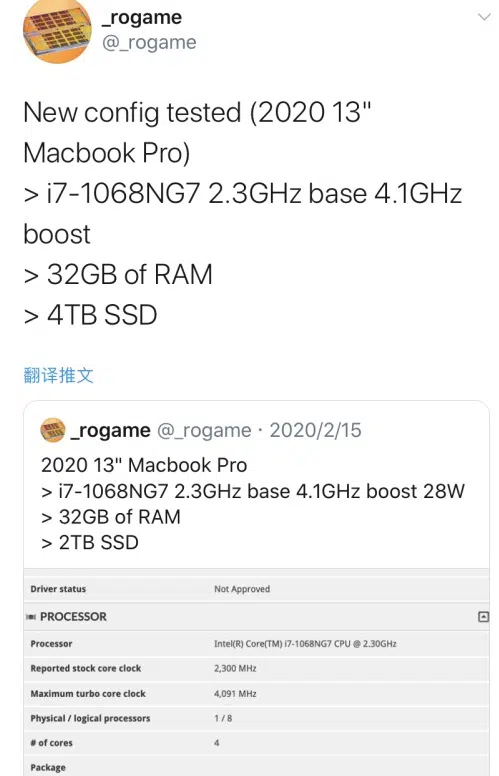 _rogame
@_rogame
New config tested (2020 13"
Macbook Pro)
> i7-1068NG7 2.3GHz base 4.1GHz
boost
> 32GB of RAM
> 4TB SSD
翻译推文
_rogame @_rogame · 2020/2/15
2020 13" Macbook Pro
> i7-1068NG7 2.3GHz base 4.1GHz boost 28W
> 32GB of RAM
> 2TB SSD
Driver status Not Approved
PROCESSOR
Processor Intel(R) Core(TM) i7-1068NG7 CPU @ 2.30GHz
Reported stock core clock 2,300 MHz
Maximum turbo core clock 4,091 MHz
Physical / logical processors 1 / 8
# of cores 4
Package